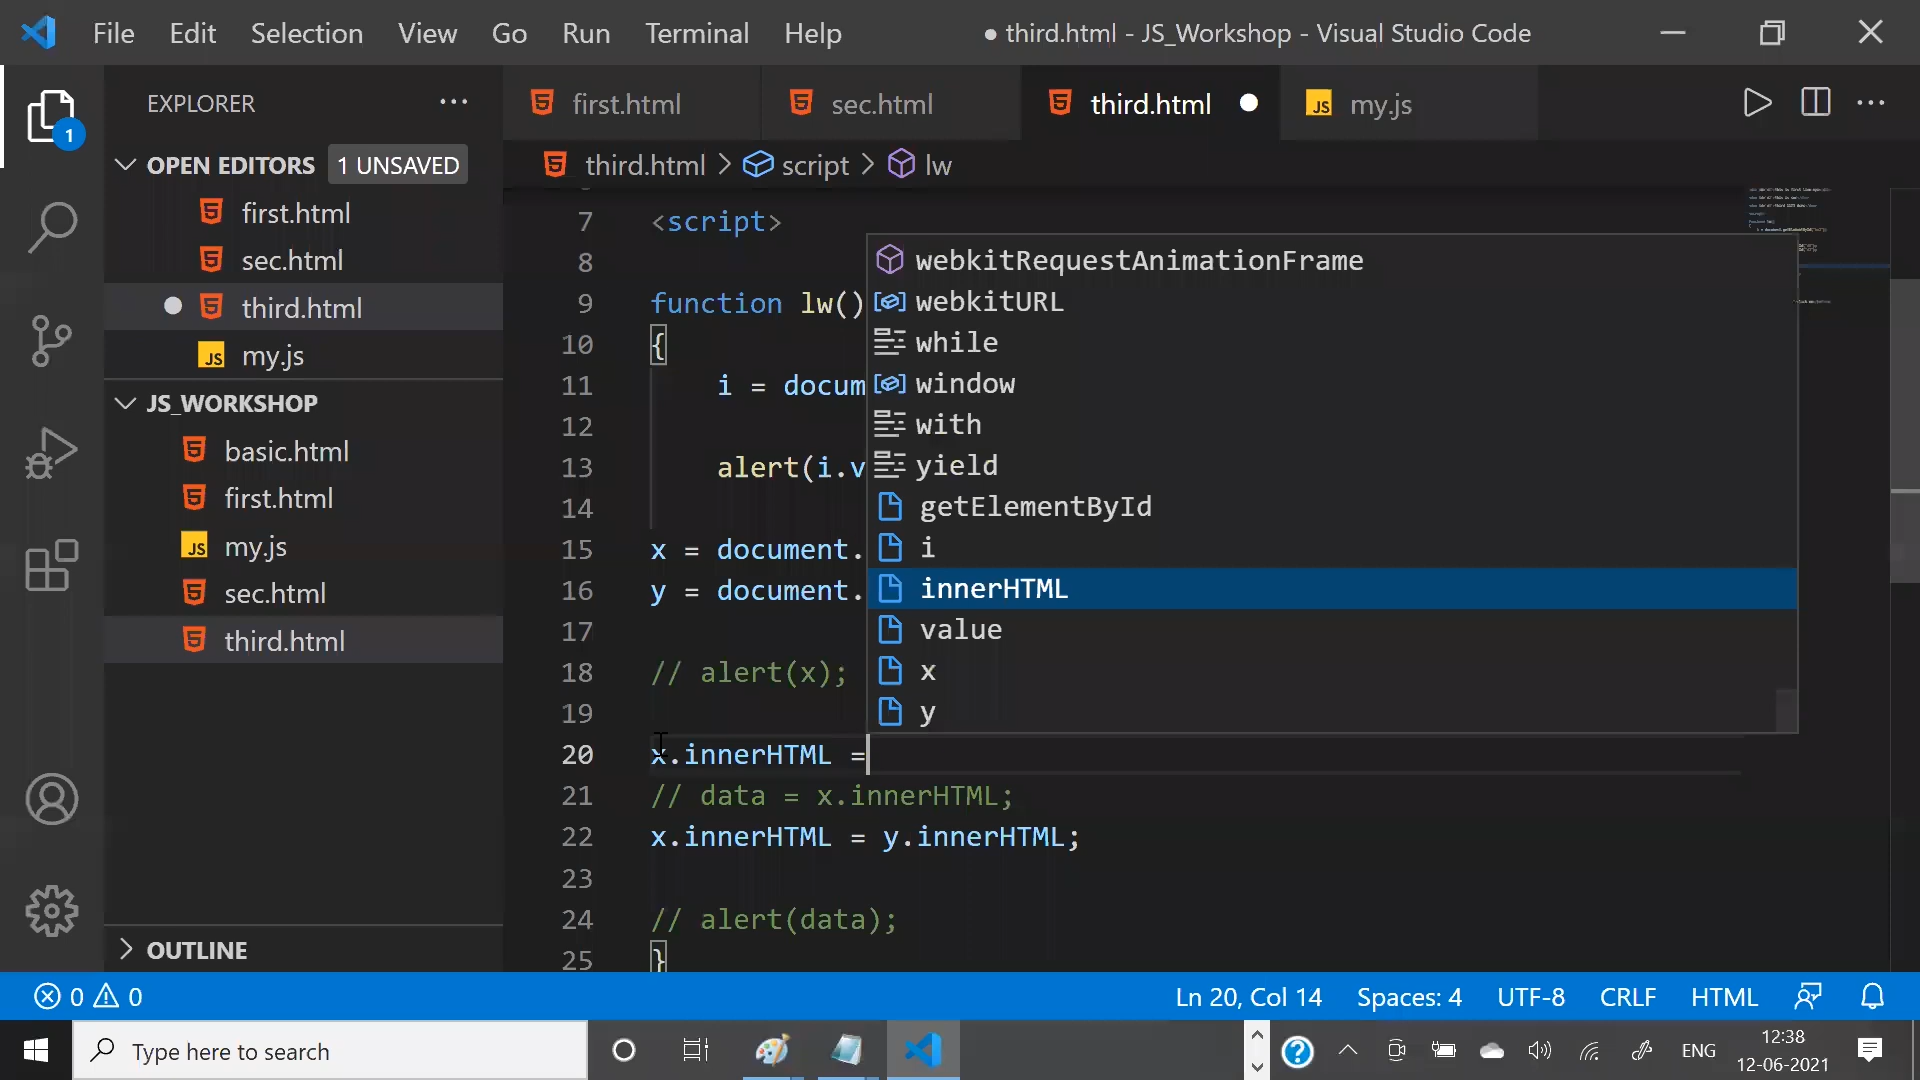 File Edit Selection View Go Run Terminal Help ● third.html - JS_Workshop - Visual Studio Code
EXPLORER
first.html sec.html third.html my.js
1
OPEN EDITORS 1 UNSAVED
third.html > script > lw
first.html
sec.html
third.html
my.js
JS_WORKSHOP
basic.html
first.html
my.js
sec.html
third.html
OUTLINE
7 <script>
8
9 function lw()
10 {
11 i = docum
12
13 alert(i.v
14
15 x = document.
16 y = document.
17
18 // alert(x);
19
20 x.innerHTML =
21 // data = x.innerHTML;
22 x.innerHTML = y.innerHTML;
23
24 // alert(data);
25 }
webkitRequestAnimationFrame
webkitURL
while
window
with
yield
getElementById
i
innerHTML
value
x
y
0 0 Ln 20, Col 14 Spaces: 4 UTF-8 CRLF HTML
Type here to search
ENG
12:38
12-06-2021